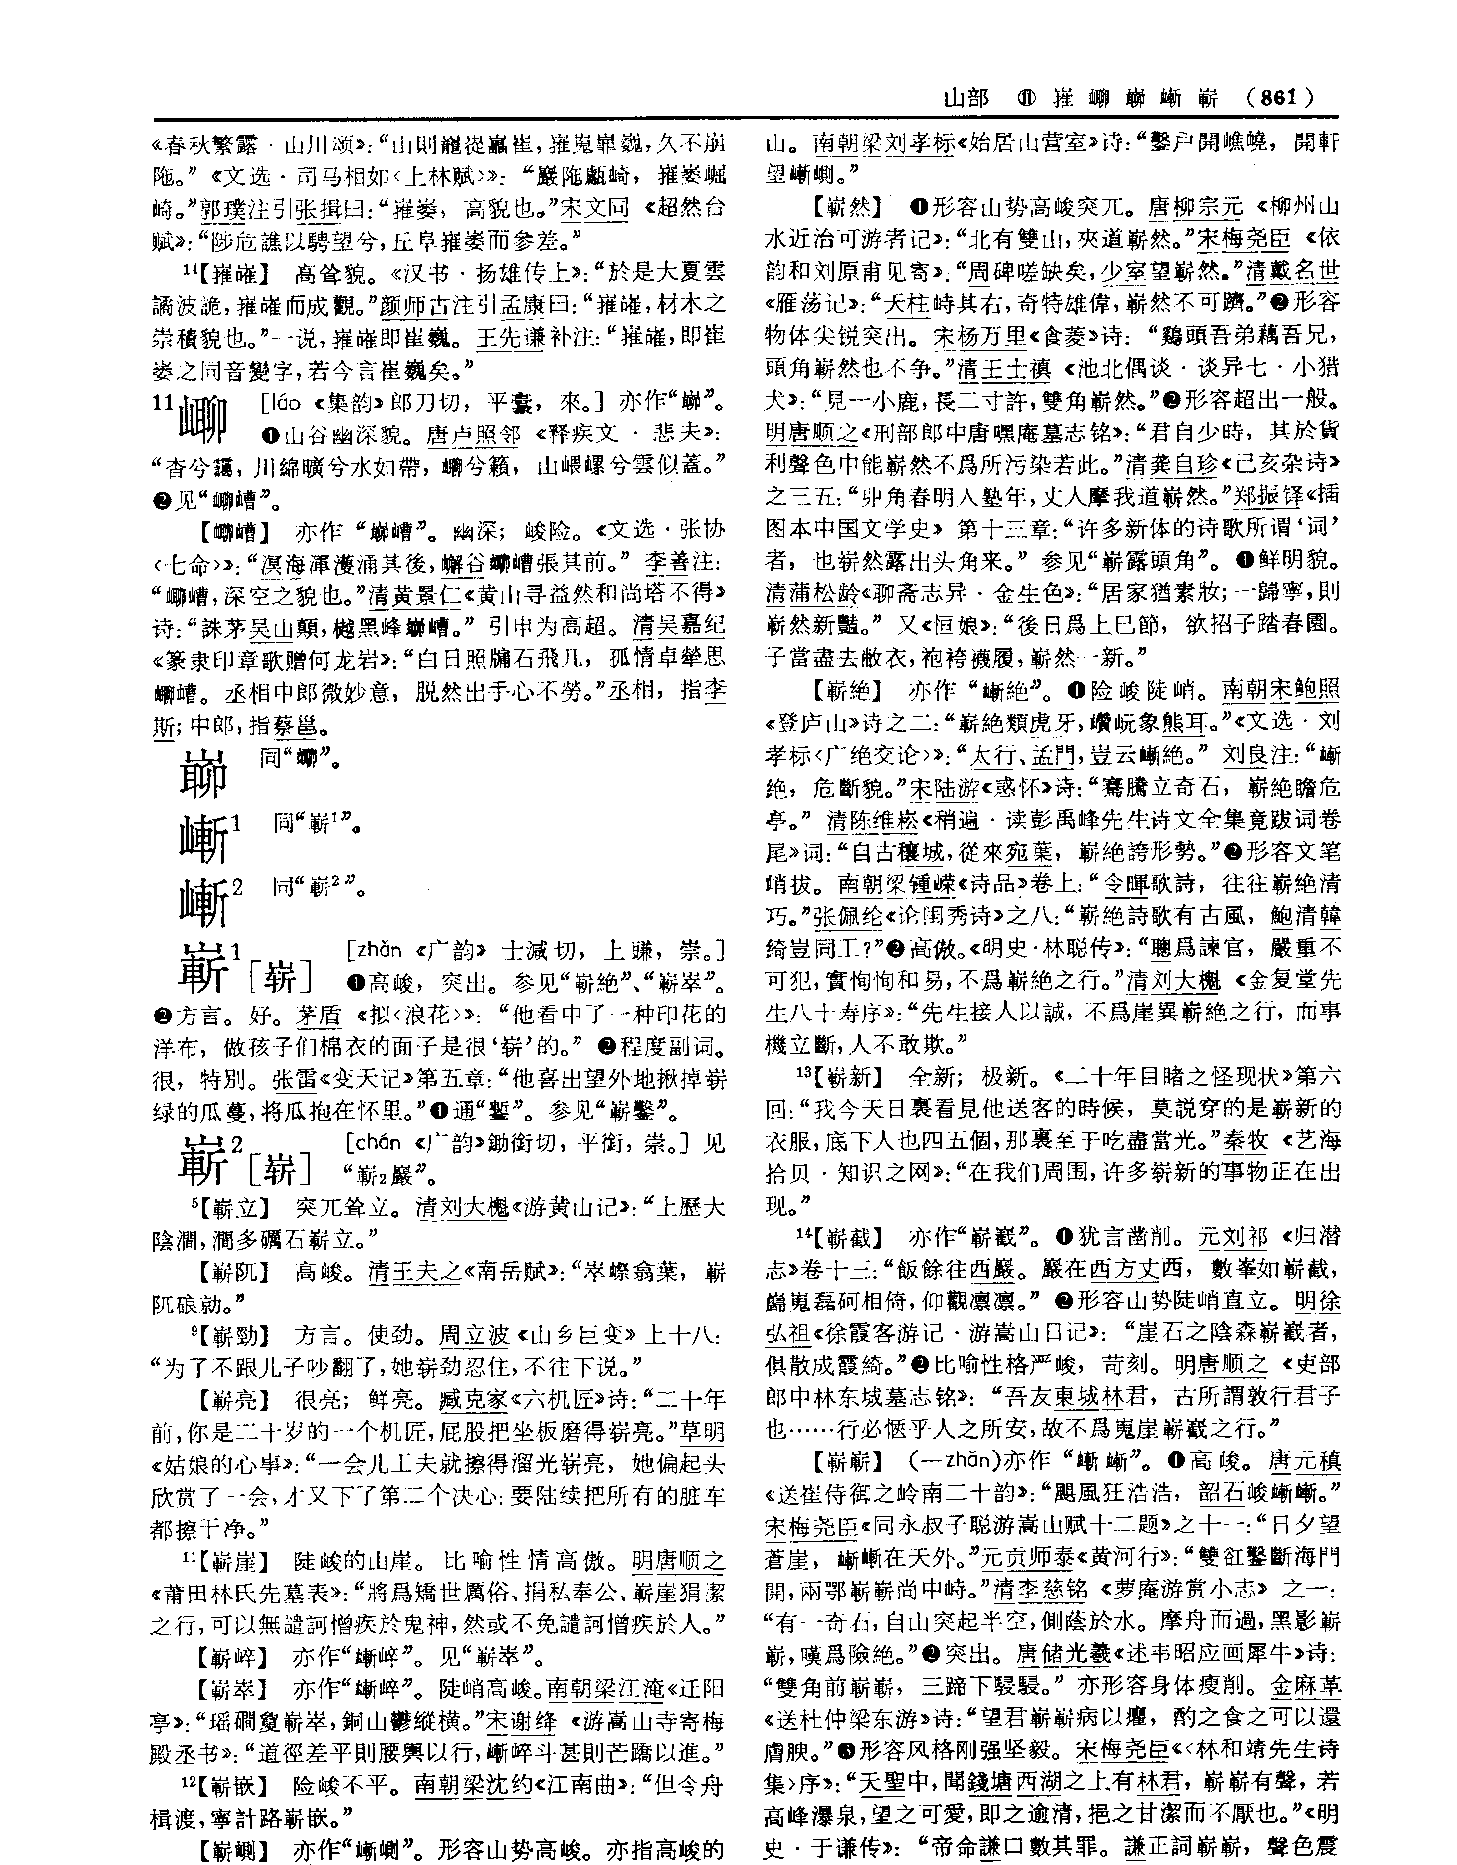 山部 ⑪ 嶊 嶗 嶚 嶃 嶄 （861）
《春秋繁露·山川颂》：“山則巃嵸嶵崔，嶊嵬嶵巍，久不崩
陁。”《文选·司马相如〈上林赋〉》：“巖陁甗崎，嶊崣崛
崎。”郭璞注引张揖曰：“嶊崣，高貌也。”宋文同《超然台
赋》：“陟危譙以騁望兮，丘阜嶊崣而參差。”
¹⁴【嶊嶉】 高耸貌。《汉书·扬雄传上》：“於是大夏雲
譎波詭，嶊嶉而成觀。”颜师古注引孟康曰：“嶊嶉，材木之
崇積貌也。”一说，嶊嶉即崔巍。王先谦补注：“嶊嶉，即崔
崣之同音變字，若今言崔巍矣。”
11 [láo《集韵》郎刀切，平豪，來。]亦作“”。
❶山谷幽深貌。唐卢照邻《释疾文·悲夫》：
“杳兮靄，川綿曠兮水如帶，兮籟，山峐嵺兮雲似蓋。”
❷见“嶆”。
【嶆】 亦作“嶆”。幽深；峻险。《文选·张协
〈七命〉》：“溟海渾濩涌其後，嶰谷嶆張其前。”李善注：
“嶆，深空之貌也。”清黄景仁《黄山寻益然和尚塔不得》
诗：“誅茅吴山顛，樾黑峰嶆。”引申为高超。清吴嘉纪
《篆隶印章歌赠何龙岩》：“白日照牖石飛几，孤情卓犖思
嶆。丞相中郎微妙意，脱然出手心不勞。”丞相，指李
斯；中郎，指蔡邕。
同“”。
嶃¹ 同“嶄¹”。
嶃² 同“嶄²”。
嶄¹[崭] [zhǎn《广韵》士減切，上豏，崇。]
❶高峻，突出。参见“嶄絶”、“嶄崒”。
❷方言。好。茅盾《拟〈浪花〉》：“他看中了一种印花的
洋布，做孩子们棉衣的面子是很‘崭’的。”❸程度副词。
很，特别。张雷《变天记》第五章：“他喜出望外地揪掉崭
绿的瓜蔓，将瓜抱在怀里。”❹通“鏨”。参见“嶄鑿”。
嶄²[崭] [chán《广韵》鋤銜切，平銜，崇。]见
“嶄₂巖”。
⁵【嶄立】 突兀耸立。清刘大櫆《游黄山记》：“上歷大
陰澗，澗多礪石嶄立。”
【嶄阢】 高峻。清王夫之《南岳赋》：“崒嵥翕葉，嶄
阢硠勍。”
⁹【嶄勁】 方言。使劲。周立波《山乡巨变》上十八：
“为了不跟儿子吵翻了，她崭劲忍住，不往下说。”
【嶄亮】 很亮；鲜亮。臧克家《六机匠》诗：“二十年
前，你是二十岁的一个机匠，屁股把坐板磨得崭亮。”草明
《姑娘的心事》：“一会儿工夫就擦得溜光崭亮，她偏起头
欣赏了一会，才又下了第二个决心：要陆续把所有的脏车
都擦干净。”
¹¹【嶄崖】 陡峻的山岸。比喻性情高傲。明唐顺之
《莆田林氏先墓表》：“將爲矯世厲俗、捐私奉公、嶄崖狷潔
之行，可以無譴訶憎疾於鬼神，然或不免譴訶憎疾於人。”
【嶄崪】 亦作“嶃崪”。见“嶄崒”。
【嶄崒】 亦作“嶃崪”。陡峭高峻。南朝梁江淹《迁阳
亭》：“瑶磵敻嶄崒，銅山鬱縱橫。”宋谢绛《游嵩山寺寄梅
殿丞书》：“道徑差平則腰輿以行，嶃崪斗甚則芒蹻以進。”
¹²【嶄嵌】 险峻不平。南朝梁沈约《江南曲》：“但令舟
楫渡，寧計路嶄嵌。”
【嶄崱】 亦作“嶃崱”。形容山势高峻。亦指高峻的
山。南朝梁刘孝标《始居山营室》诗：“鑿户闚嶕嶢，開軒
望嶃崱。”
【嶄然】 ❶形容山势高峻突兀。唐柳宗元《柳州山
水近治可游者记》：“北有雙山，夾道嶄然。”宋梅尧臣《依
韵和刘原甫见寄》：“周碑嗟缺矣，少室望嶄然。”清戴名世
《雁荡记》：“天柱峙其右，奇特雄偉，嶄然不可躋。”❷形容
物体尖锐突出。宋杨万里《食菱》诗：“鷄頭吾弟藕吾兄，
頭角嶄然也不争。”清王士禛《池北偶谈·谈异七·小猎
犬》：“見一小鹿，長二寸許，雙角嶄然。”❸形容超出一般。
明唐顺之《刑部郎中唐嘿庵墓志铭》：“君自少時，其於貨
利聲色中能嶄然不爲所污染若此。”清龚自珍《己亥杂诗》
之三五：“丱角春明入塾年，丈人摩我道嶄然。”郑振铎《插
图本中国文学史》第十三章：“许多新体的诗歌所谓‘词’
者，也崭然露出头角来。”参见“嶄露頭角”。❹鲜明貌。
清蒲松龄《聊斋志异·金生色》：“居家猶素妝；一歸寧，則
嶄然新豔。”又《恒娘》：“後日爲上巳節，欲招子踏春園。
子當盡去敝衣，袍袴襪履，嶄然一新。”
【嶄絶】 亦作“嶃絶”。❶险峻陡峭。南朝宋鲍照
《登庐山》诗之二：“嶄絶類虎牙，巑岏象熊耳。”《文选·刘
孝标〈广绝交论〉》：“太行、孟門，豈云嶃絶。”刘良注：“嶃
絶，危斷貌。”宋陆游《感怀》诗：“騫騰立奇石，嶄絶瞻危
亭。”清陈维崧《稍遍·读彭禹峰先生诗文全集竟跋词卷
尾》词：“自古穰城，從來宛葉，嶄絶誇形勢。”❷形容文笔
峭拔。南朝梁锺嵘《诗品》卷上：“令暉歌詩，往往嶄絶清
巧。”张佩纶《论闺秀诗》之八：“嶄絶詩歌有古風，鮑清韓
綺豈同工？”❸高傲。《明史·林聪传》：“聰爲諫官，嚴重不
可犯，實恂恂和易，不爲嶄絶之行。”清刘大櫆《金复堂先
生八十寿序》：“先生接人以誠，不爲崖異嶄絶之行，而事
機立斷，人不敢欺。”
¹³【嶄新】 全新；极新。《二十年目睹之怪现状》第六
回：“我今天日裏看見他送客的時候，莫説穿的是嶄新的
衣服，底下人也四五個，那裏至于吃盡當光。”秦牧《艺海
拾贝·知识之网》：“在我们周围，许多崭新的事物正在出
现。”
¹⁴【嶄截】 亦作“嶄巀”。❶犹言凿削。元刘祁《归潜
志》卷十三：“飯餘往西巖。巖在西方丈西，數峯如嶄截，
巋嵬磊砢相倚，仰觀凛凛。”❷形容山势陡峭直立。明徐
弘祖《徐霞客游记·游嵩山日记》：“崖石之陰森嶄巀者，
俱散成霞綺。”❸比喻性格严峻，苛刻。明唐顺之《吏部
郎中林东城墓志铭》：“吾友東城林君，古所謂敦行君子
也……行必愜乎人之所安，故不爲嵬崖嶄巀之行。”
【嶄嶄】 （—zhǎn）亦作“嶃嶃”。❶高峻。唐元稹
《送崔侍御之岭南二十韵》：“颶風狂浩浩，韶石峻嶃嶃。”
宋梅尧臣《同永叔子聪游嵩山赋十二题》之十一：“日夕望
蒼崖，嶃嶃在天外。”元贡师泰《黄河行》：“雙谼鑿斷海門
開，兩鄂嶄嶄尚中峙。”清李慈铭《萝庵游赏小志》之一：
“有一奇石，自山突起半空，側蔭於水。摩舟而過，黑影嶄
嶄，嘆爲險絶。”❷突出。唐储光羲《述韦昭应画犀牛》诗：
“雙角前嶄嶄，三蹄下駸駸。”亦形容身体瘦削。金麻革
《送杜仲梁东游》诗：“望君嶄嶄病以癯，酌之食之可以還
膚腴。”❸形容风格刚强坚毅。宋梅尧臣《〈林和靖先生诗
集〉序》：“天聖中，聞錢塘西湖之上有林君，嶄嶄有聲，若
高峰瀑泉，望之可愛，即之逾清，挹之甘潔而不厭也。”《明
史·于谦传》：“帝命謙口數其罪。謙正詞嶄嶄，聲色震